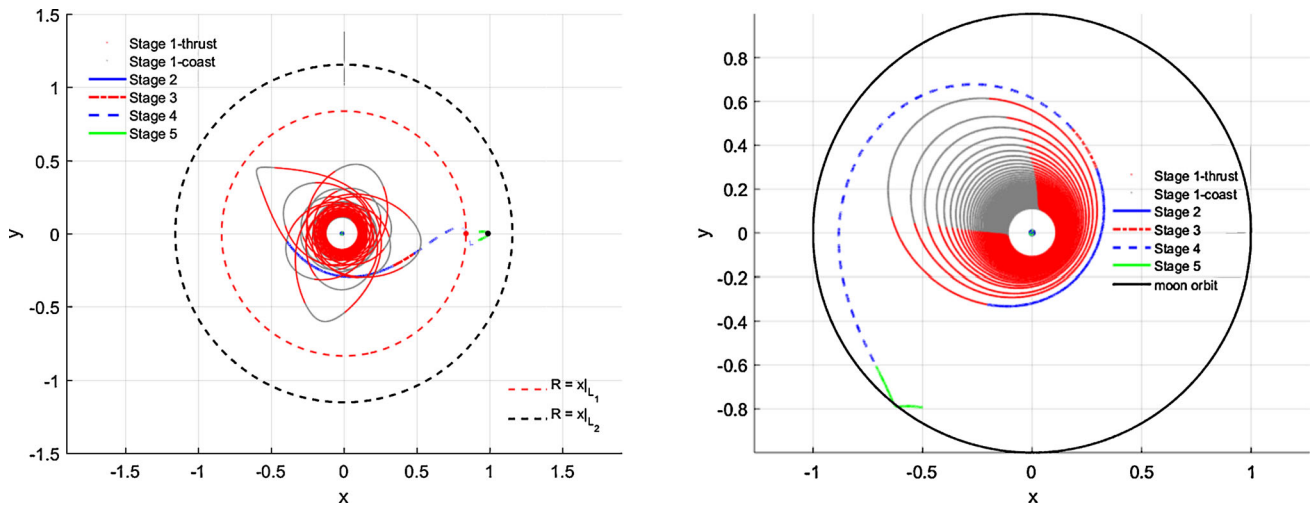 1.5
1
0.5
0
-0.5
-1
-1.5
y
-1.5
-1
-0.5
0
0.5
1
1.5
x
Stage 1-thrust
Stage 1-coast
Stage 2
Stage 3
Stage 4
Stage 5
R = x|L1
R = x|L2
0.8
0.6
0.4
0.2
0
-0.2
-0.4
-0.6
-0.8
y
-1
-0.5
0
0.5
1
x
Stage 1-thrust
Stage 1-coast
Stage 2
Stage 3
Stage 4
Stage 5
moon orbit